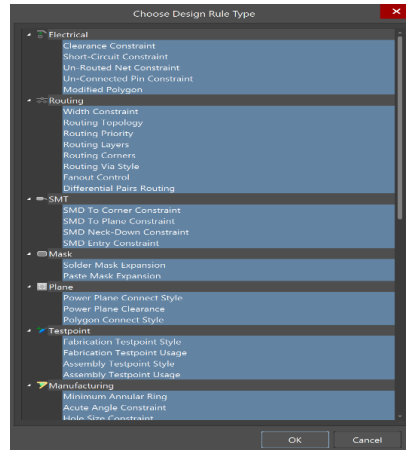 Choose Design Rule Type
Electrical
Clearance Constraint
Short-Circuit Constraint
Un-Routed Net Constraint
Un-Connected Pin Constraint
Modified Polygon
Routing
Width Constraint
Routing Topology
Routing Priority
Routing Layers
Routing Corners
Routing Via Style
Fanout Control
Differential Pairs Routing
SMT
SMD To Corner Constraint
SMD To Plane Constraint
SMD Neck-Down Constraint
SMD Entry Constraint
Mask
Solder Mask Expansion
Paste Mask Expansion
Plane
Power Plane Connect Style
Power Plane Clearance
Polygon Connect Style
Testpoint
Fabrication Testpoint Style
Fabrication Testpoint Usage
Assembly Testpoint Style
Assembly Testpoint Usage
Manufacturing
Minimum Annular Ring
Acute Angle Constraint
Hole Size Constraint
OK Cancel